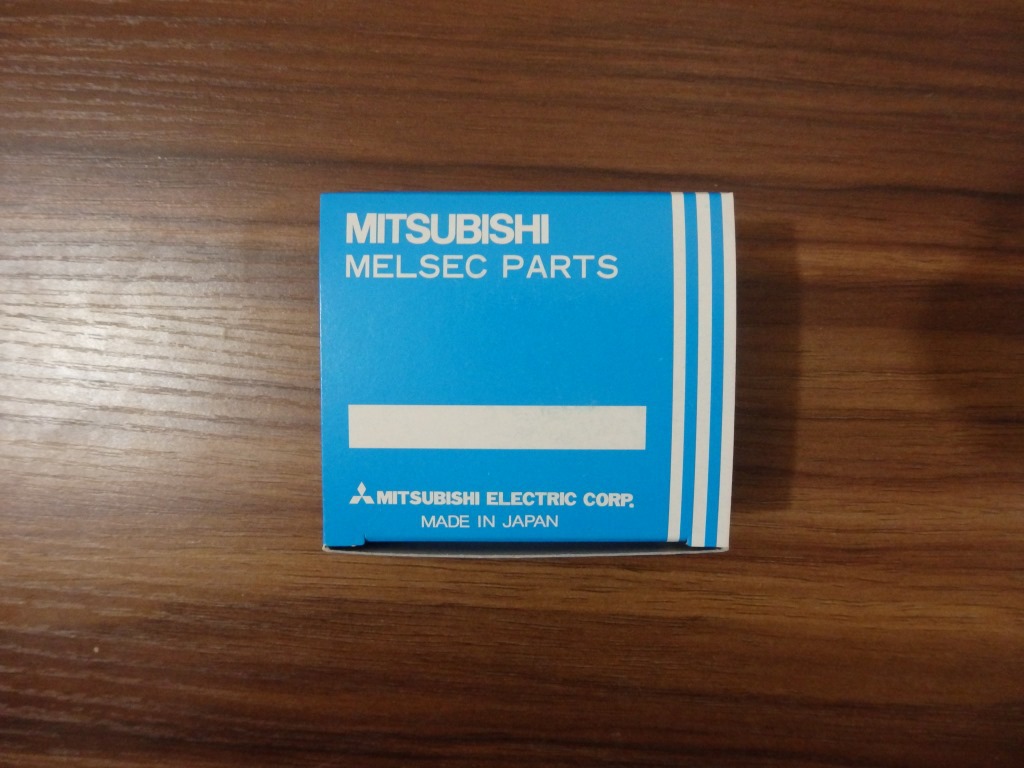 MITSUBISHI
MELSEC PARTS
MITSUBISHI ELECTRIC CORP.
MADE IN JAPAN